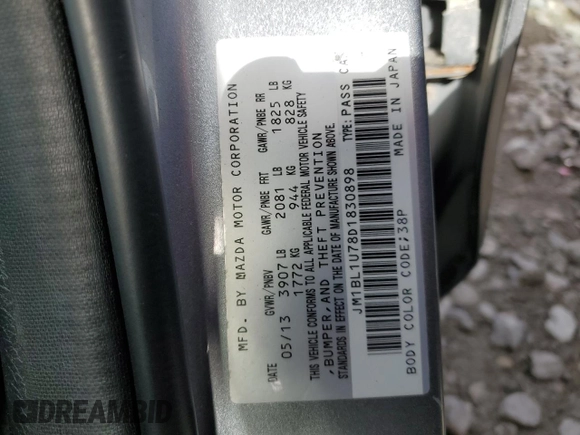 MFD. BY MAZDA MOTOR CORPORATION
DATE GVWR/PNBV GAWR/PNBE FRT GAWR/PNBE RR
05/13 3907 LB 2081 LB 1825 LB
1772 KG 944 KG 828 KG
THIS VEHICLE CONFORMS TO ALL APPLICABLE FEDERAL MOTOR VEHICLE SAFETY
,BUMPER, AND THEFT PREVENTION
STANDARDS IN EFFECT ON THE DATE OF MANUFACTURE SHOWN ABOVE.
JM1BL1U78D1830898 TYPE: PASS CAR
BODY COLOR CODE;38P MADE IN JAPAN
DREAMBID